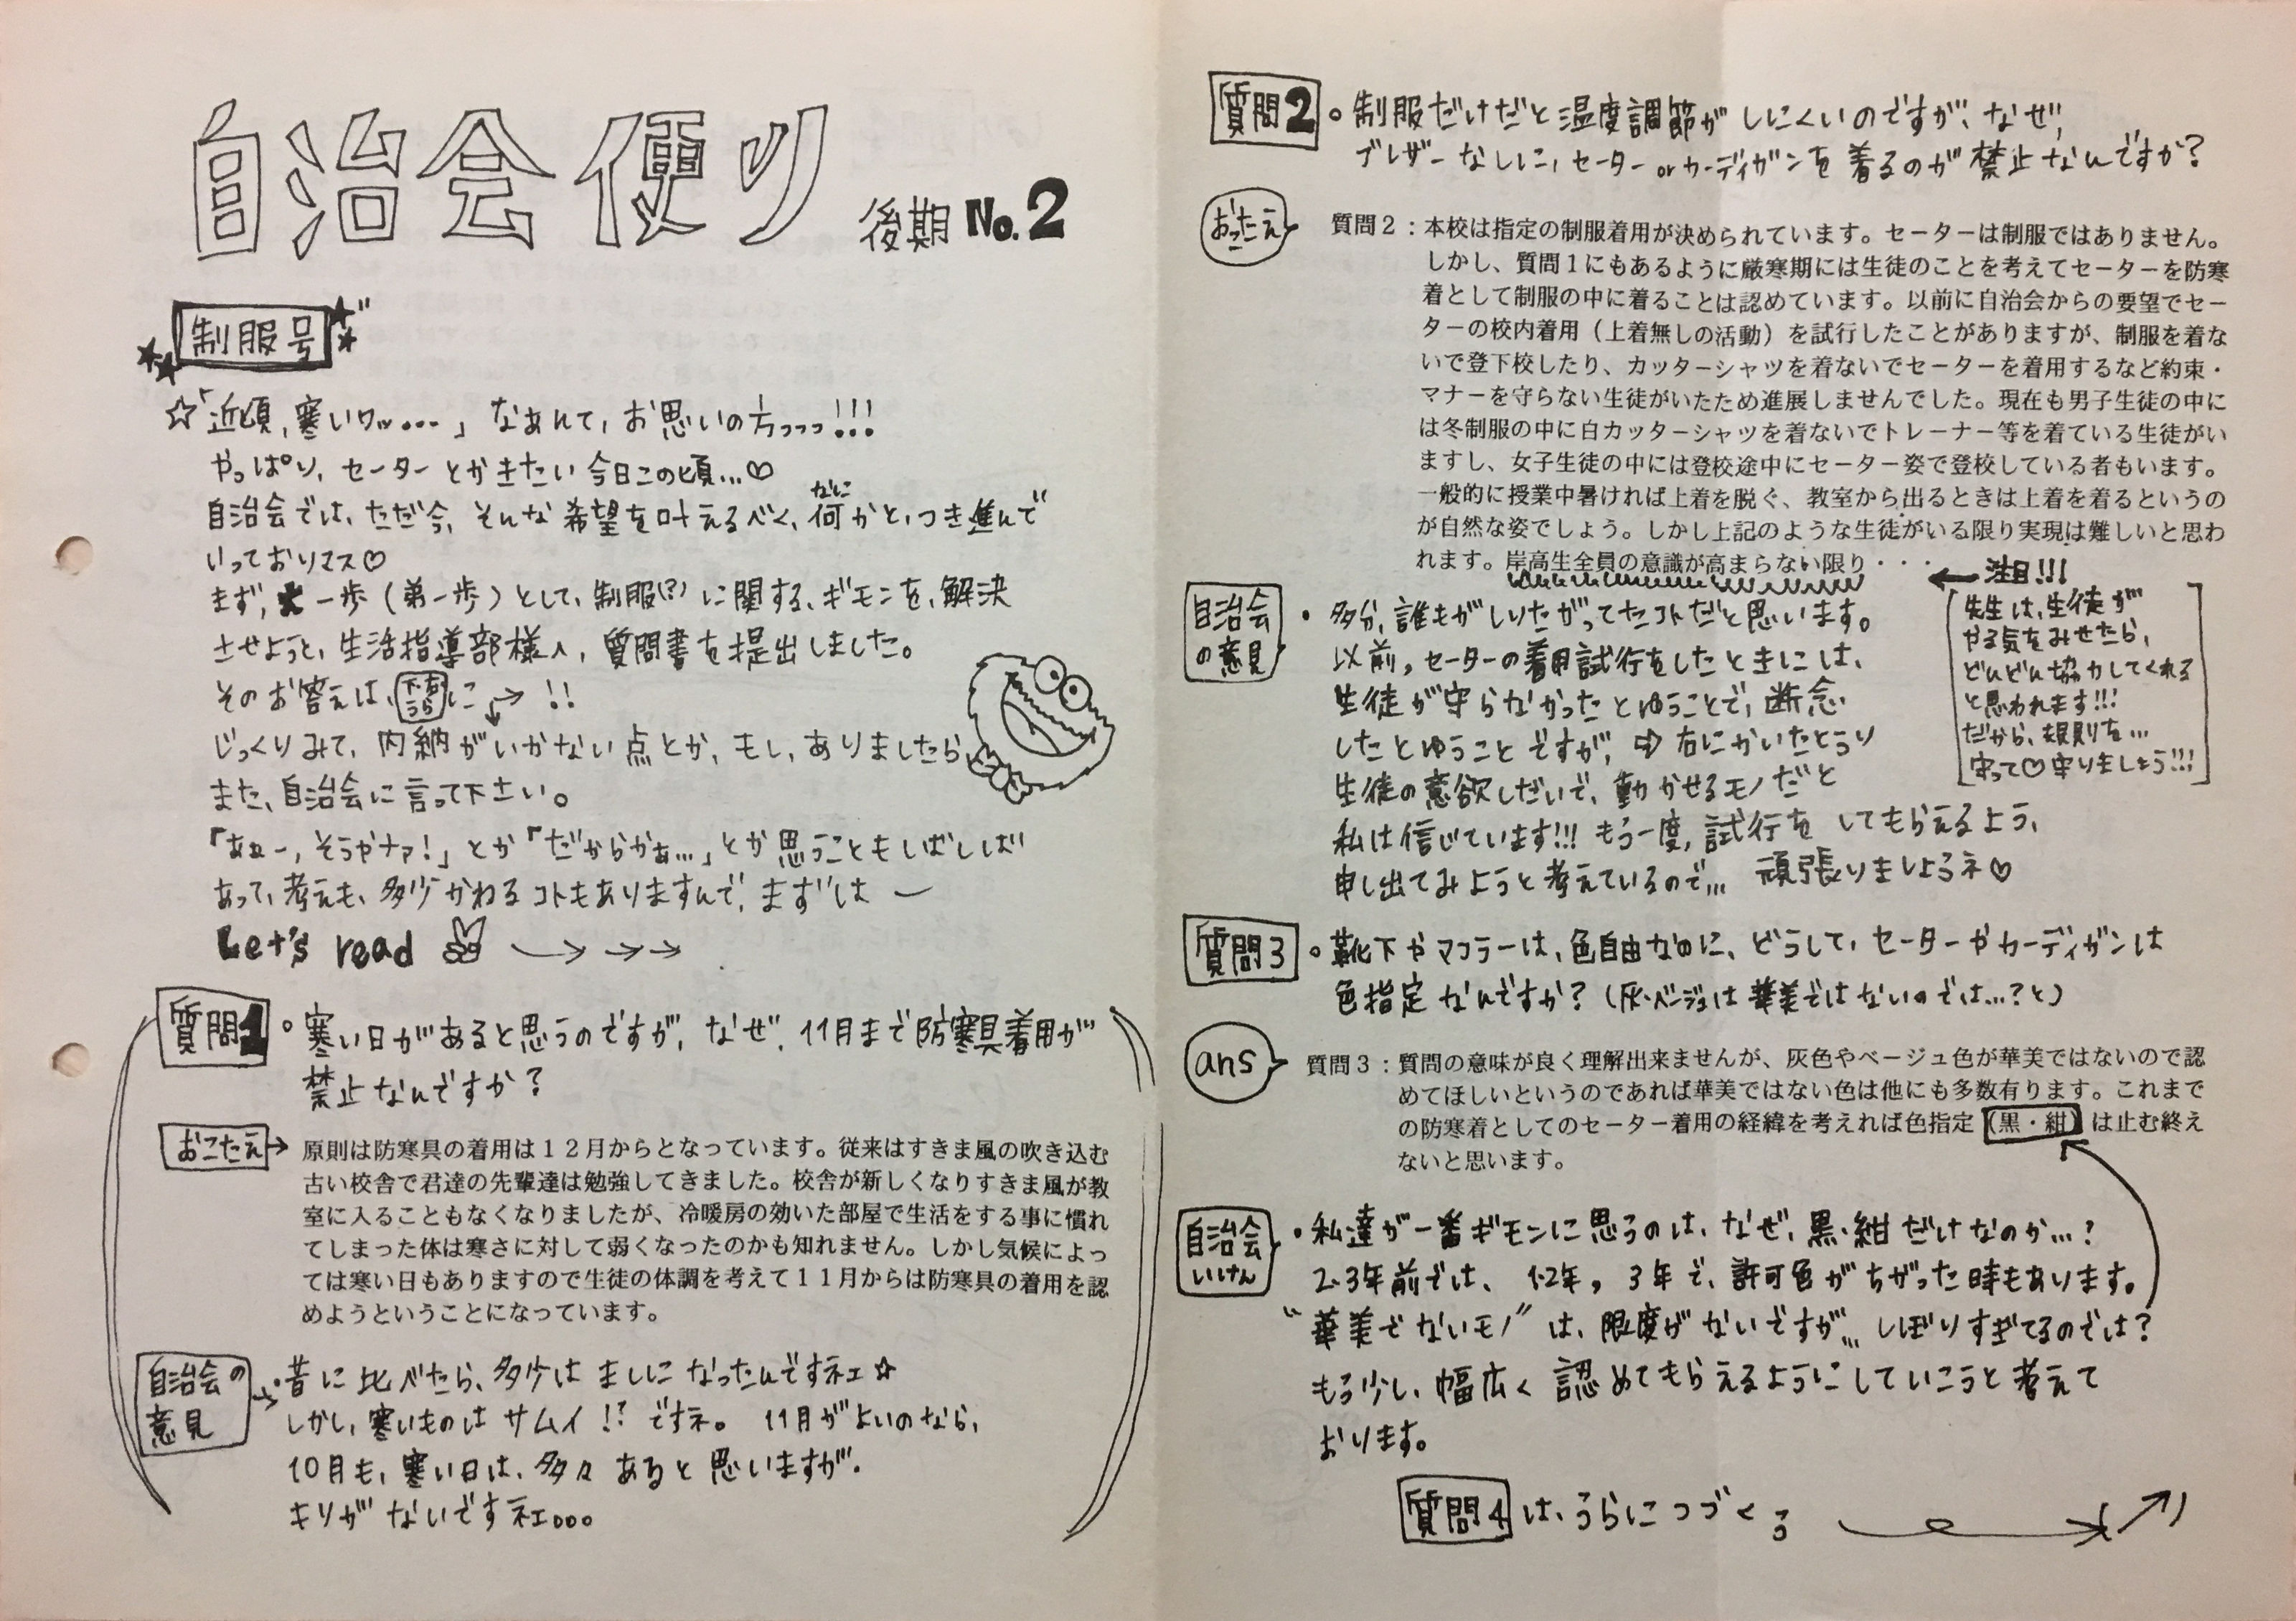 自治会便り
後期 No.2
制服号
☆「近頃,寒いワッ...」なあんて,お思いの方っっっ!!!
やっぱり,セーターとかきたい今日この頃...♡
自治会では,ただ今,そんな希望を叶えるべく,何かと,つき進んで
なに
いっておりマス♡
まず,一歩(第一歩)として,制服(?)に関する,ギモンを,解決
させようと,生活指導部様へ,質問書を提出しました。
そのお答えは,下右うらに→!!
じっくりみて,内納がいかない点とか,もし,ありましたら,
また,自治会に言って下さい。
「あぁー,そうやナァ!」とか「だからかぁ...」とか思うこともしばしば
あって,考えも,多少かわるコトもありますんで,まずは ー
Let's read →→→
質問1 。寒い日があると思うのですが,なぜ,11月まで防寒具着用が
禁止なんですか?
おこたえ→
原則は防寒具の着用は12月からとなっています。従来はすきま風の吹き込む
古い校舎で君達の先輩達は勉強してきました。校舎が新しくなりすきま風が教
室に入ることもなくなりましたが、冷暖房の効いた部屋で生活をする事に慣れ
てしまった体は寒さに対して弱くなったのかも知れません。しかし気候によっ
ては寒い日もありますので生徒の体調を考えて11月からは防寒具の着用を認
めようということになっています。
自治会の意見→
・昔に比べたら,多少はましになったんですネェ☆
しかし,寒いものはサムイ!?ですネ。 11月がよいのなら,
10月も,寒い日は,多々あると思いますが.
キリがないですネェ...
質問2 。制服だけだと温度調節がしにくいのですが,なぜ,
ブレザーなしに,セーターorカーディガンを着るのが禁止なんですか?
おこたえ
質問2:本校は指定の制服着用が決められています。セーターは制服ではありません。
しかし、質問1にもあるように厳寒期には生徒のことを考えてセーターを防寒
着として制服の中に着ることは認めています。以前に自治会からの要望でセー
ターの校内着用(上着無しの活動)を試行したことがありますが、制服を着な
いで登下校したり、カッターシャツを着ないでセーターを着用するなど約束・
マナーを守らない生徒がいたため進展しませんでした。現在も男子生徒の中に
は冬制服の中に白カッターシャツを着ないでトレーナー等を着ている生徒がい
ますし、女子生徒の中には登校途中にセーター姿で登校している者もいます。
一般的に授業中暑ければ上着を脱ぐ、教室から出るときは上着を着るというの
が自然な姿でしょう。しかし上記のような生徒がいる限り実現は難しいと思わ
れます。岸高生全員の意識が高まらない限り・・・
←注目!!!
自治会の意見
・多分,誰もがしりたがってたコトだと思います。
以前,セーターの着用試行をしたときには,
生徒が守らなかったとゆうことで,断念
したとゆうことですが,⇨右にかいたとうり
生徒の意欲しだいで,動かせるモノだと
私は信じています!!! もう一度,試行をしてもらえるよう,
申し出てみようと考えているので... 頑張りましょうネ♡
先生は,生徒が
やる気をみせたら,
どんどん協力してくれる
と思われます!!!
だから,規則を...
守って♡守りましょう!!!
質問3 。靴下やマフラーは,色自由なのに,どうして,セーターやカーディガンは
色指定なんですか?(灰・ベージュは華美ではないのでは...?と)
ans
質問3:質問の意味が良く理解出来ませんが、灰色やベージュ色が華美ではないので認
めてほしいというのであれば華美ではない色は他にも多数有ります。これまで
の防寒着としてのセーター着用の経緯を考えれば色指定(黒・紺)は止む終え
ないと思います。
自治会いけん
・私達が一番ギモンに思うのは,なぜ,黒・紺だけなのか...?
2・3年前では、1・2年,3年で,許可色がちがった時もあります。
"華美でないモノ"は,限度がないですが... しぼりすぎてるのでは?
もう少し,幅広く認めてもらえるようにしていこうと考えて
おります。
質問4は,うらにつづくぅ →↗